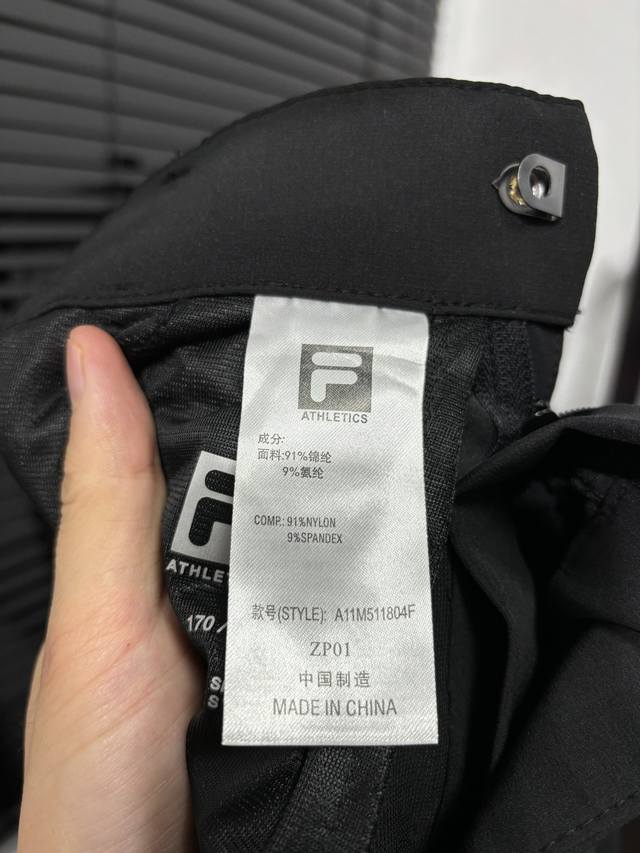 F
ATHLETICS
成分:
面料:91%锦纶
9%氨纶
COMP.: 91%NYLON
9%SPANDEX
款号(STYLE): A11M511804F
ZP01
中国制造
MADE IN CHINA
F
170/